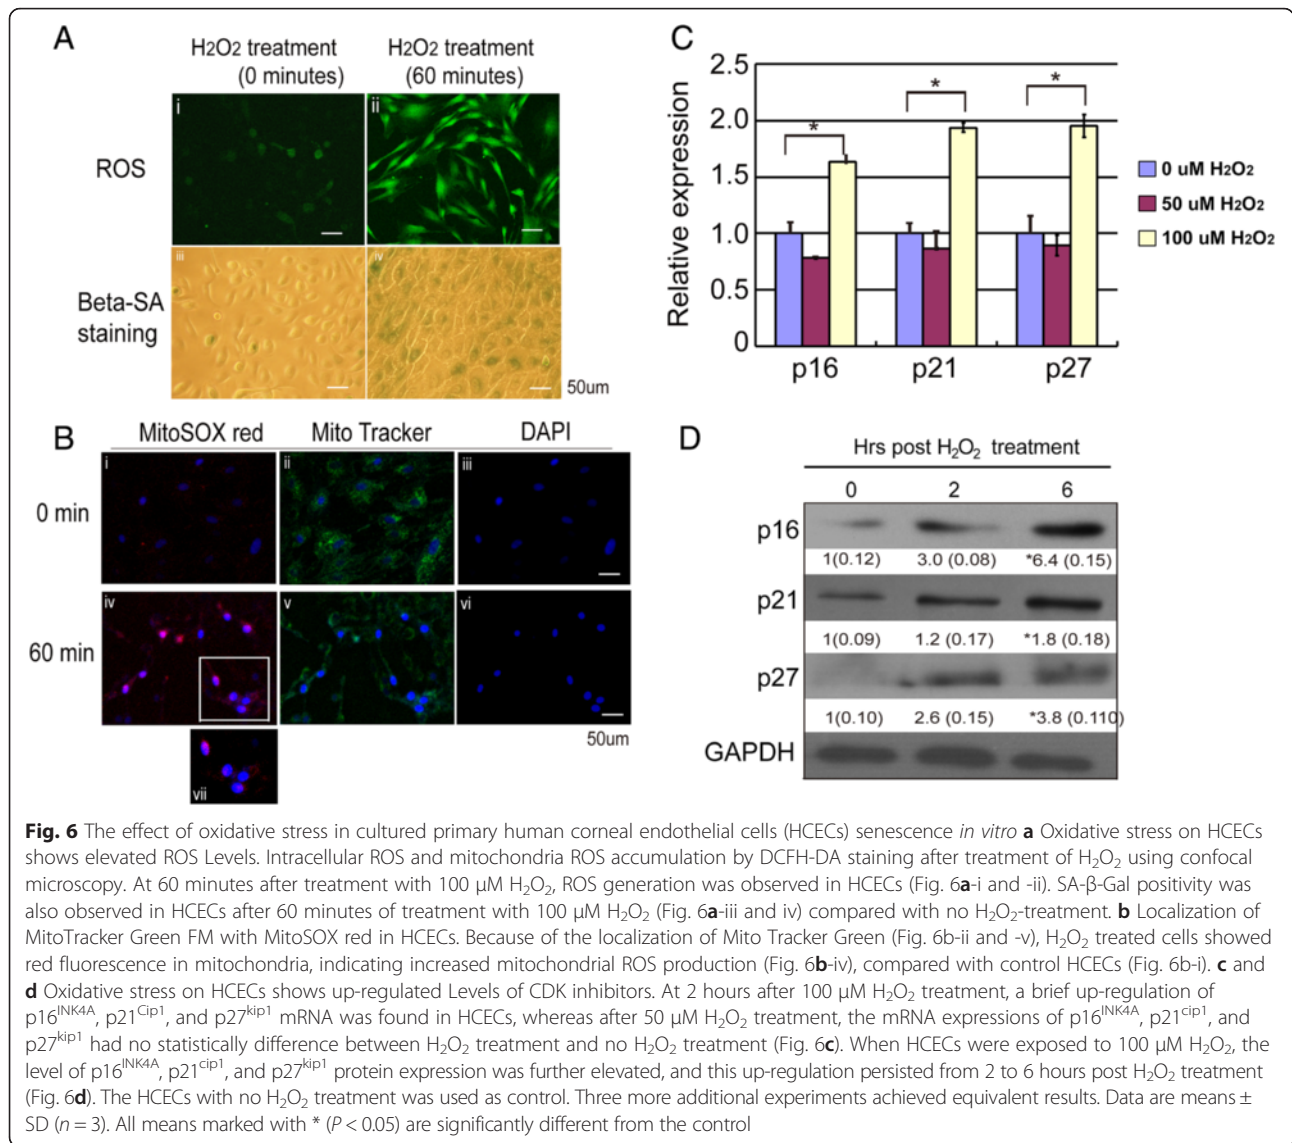 A
H2O2 treatment
(0 minutes)
H2O2 treatment
(60 minutes)
i
ii
ROS
iii
iv
Beta-SA
staining
50um
B
MitoSOX red
Mito Tracker
DAPI
i
ii
iii
0 min
iv
v
vi
60 min
50um
vii
C
2.5
2.0
1.5
1.0
0.5
0
Relative expression
*
*
*
p16
p21
p27
0 uM H2O2
50 uM H2O2
100 uM H2O2
D
Hrs post H₂O₂ treatment
0 2 6
p16
1(0.12) 3.0 (0.08) *6.4 (0.15)
p21
1(0.09) 1.2 (0.17) *1.8 (0.18)
p27
1(0.10) 2.6 (0.15) *3.8 (0.110)
GAPDH
Fig. 6 The effect of oxidative stress in cultured primary human corneal endothelial cells (HCECs) senescence in vitro a Oxidative stress on HCECs
shows elevated ROS Levels. Intracellular ROS and mitochondria ROS accumulation by DCFH-DA staining after treatment of H₂O₂ using confocal
microscopy. At 60 minutes after treatment with 100 μM H₂O₂, ROS generation was observed in HCECs (Fig. 6a-i and -ii). SA-β-Gal positivity was
also observed in HCECs after 60 minutes of treatment with 100 μM H₂O₂ (Fig. 6a-iii and iv) compared with no H₂O₂-treatment. b Localization of
MitoTracker Green FM with MitoSOX red in HCECs. Because of the localization of Mito Tracker Green (Fig. 6b-ii and -v), H₂O₂ treated cells showed
red fluorescence in mitochondria, indicating increased mitochondrial ROS production (Fig. 6b-iv), compared with control HCECs (Fig. 6b-i). c and
d Oxidative stress on HCECs shows up-regulated Levels of CDK inhibitors. At 2 hours after 100 μM H₂O₂ treatment, a brief up-regulation of
p16^INK4A, p21^Cip1, and p27^kip1 mRNA was found in HCECs, whereas after 50 μM H₂O₂ treatment, the mRNA expressions of p16^INK4A, p21^cip1, and
p27^kip1 had no statistically difference between H₂O₂ treatment and no H₂O₂ treatment (Fig. 6c). When HCECs were exposed to 100 μM H₂O₂, the
level of p16^INK4A, p21^cip1, and p27^kip1 protein expression was further elevated, and this up-regulation persisted from 2 to 6 hours post H₂O₂ treatment
(Fig. 6d). The HCECs with no H₂O₂ treatment was used as control. Three more additional experiments achieved equivalent results. Data are means ±
SD (n = 3). All means marked with * (P < 0.05) are significantly different from the control